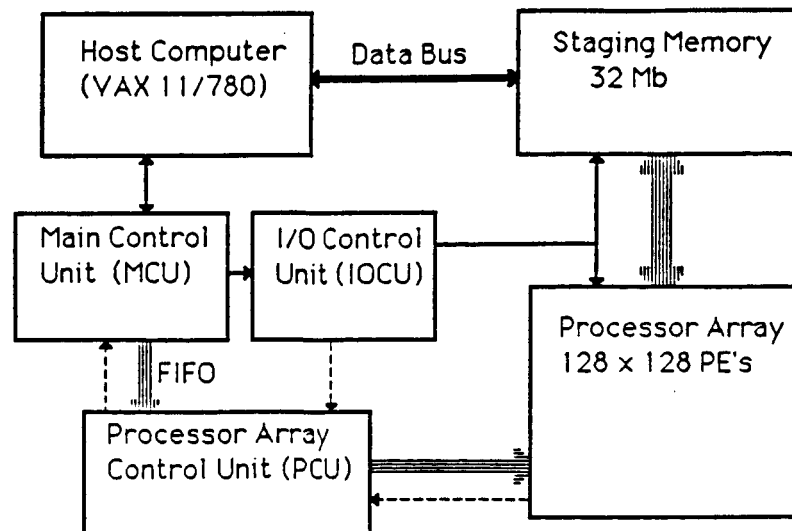 Host Computer
(VAX 11/780)
Data Bus
Staging Memory
32 Mb
Main Control
Unit (MCU)
I/O Control
Unit (IOCU)
Processor Array
128 x 128 PE's
FIFO
Processor Array
Control Unit (PCU)